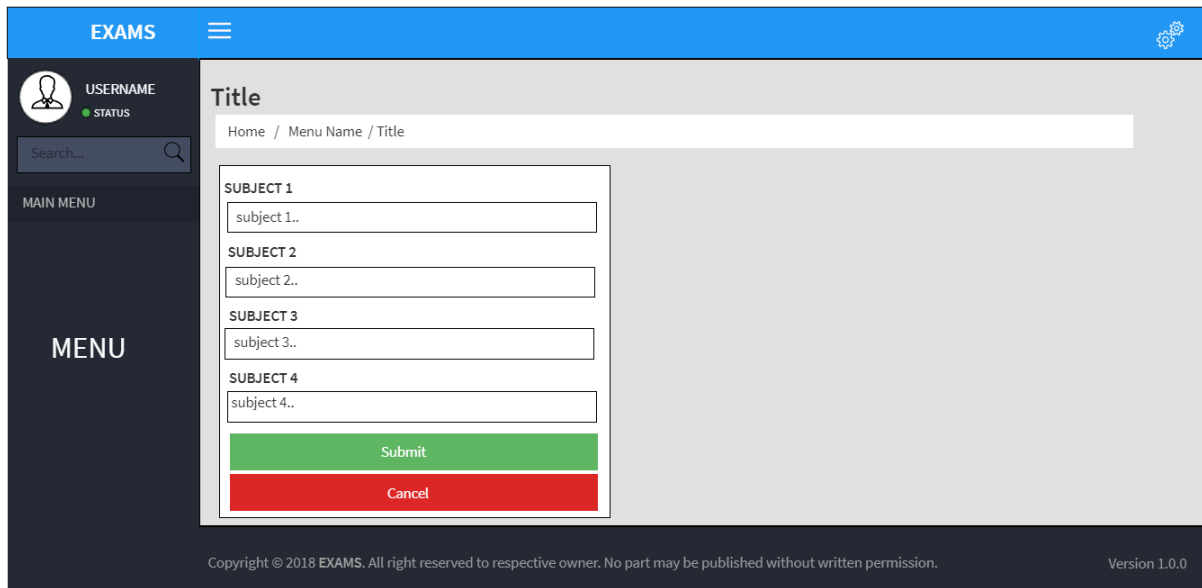 EXAMS
USERNAME
STATUS
Search...
MAIN MENU
MENU
Title
Home / Menu Name / Title
SUBJECT 1
subject 1..
SUBJECT 2
subject 2..
SUBJECT 3
subject 3..
SUBJECT 4
subject 4..
Submit
Cancel
Copyright © 2018 EXAMS. All right reserved to respective owner. No part may be published without written permission.
Version 1.0.0